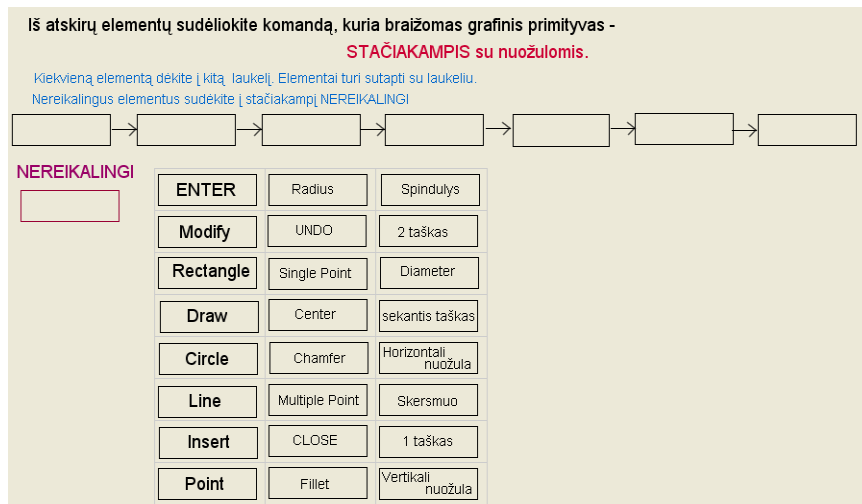 Iš atskirų elementų sudėliokite komandą, kuria braižomas grafinis primityvas -
STAČIAKAMPIS su nuožulomis.
Kiekvieną elementą dėkite į kitą laukelį. Elementai turi sutapti su laukeliu.
Nereikalingus elementus sudėkite į stačiakampį NEREIKALINGI
NEREIKALINGI
ENTER Radius Spindulys
Modify UNDO 2 taškas
Rectangle Single Point Diameter
Draw Center sekantis taškas
Circle Chamfer Horizontali nuožula
Line Multiple Point Skersmuo
Insert CLOSE 1 taškas
Point Fillet Vertikali nuožula